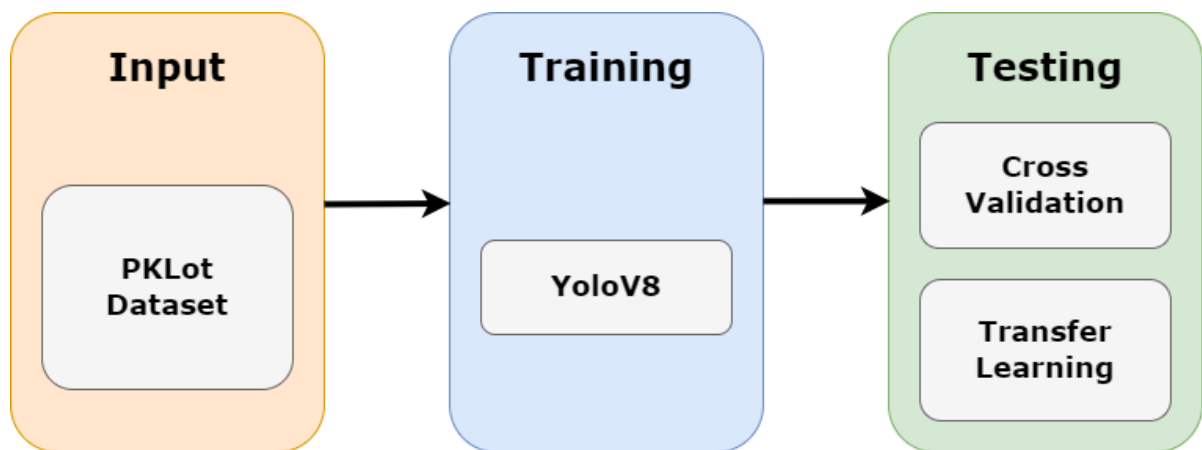 Input
PKLot
Dataset
Training
YoloV8
Testing
Cross
Validation
Transfer
Learning